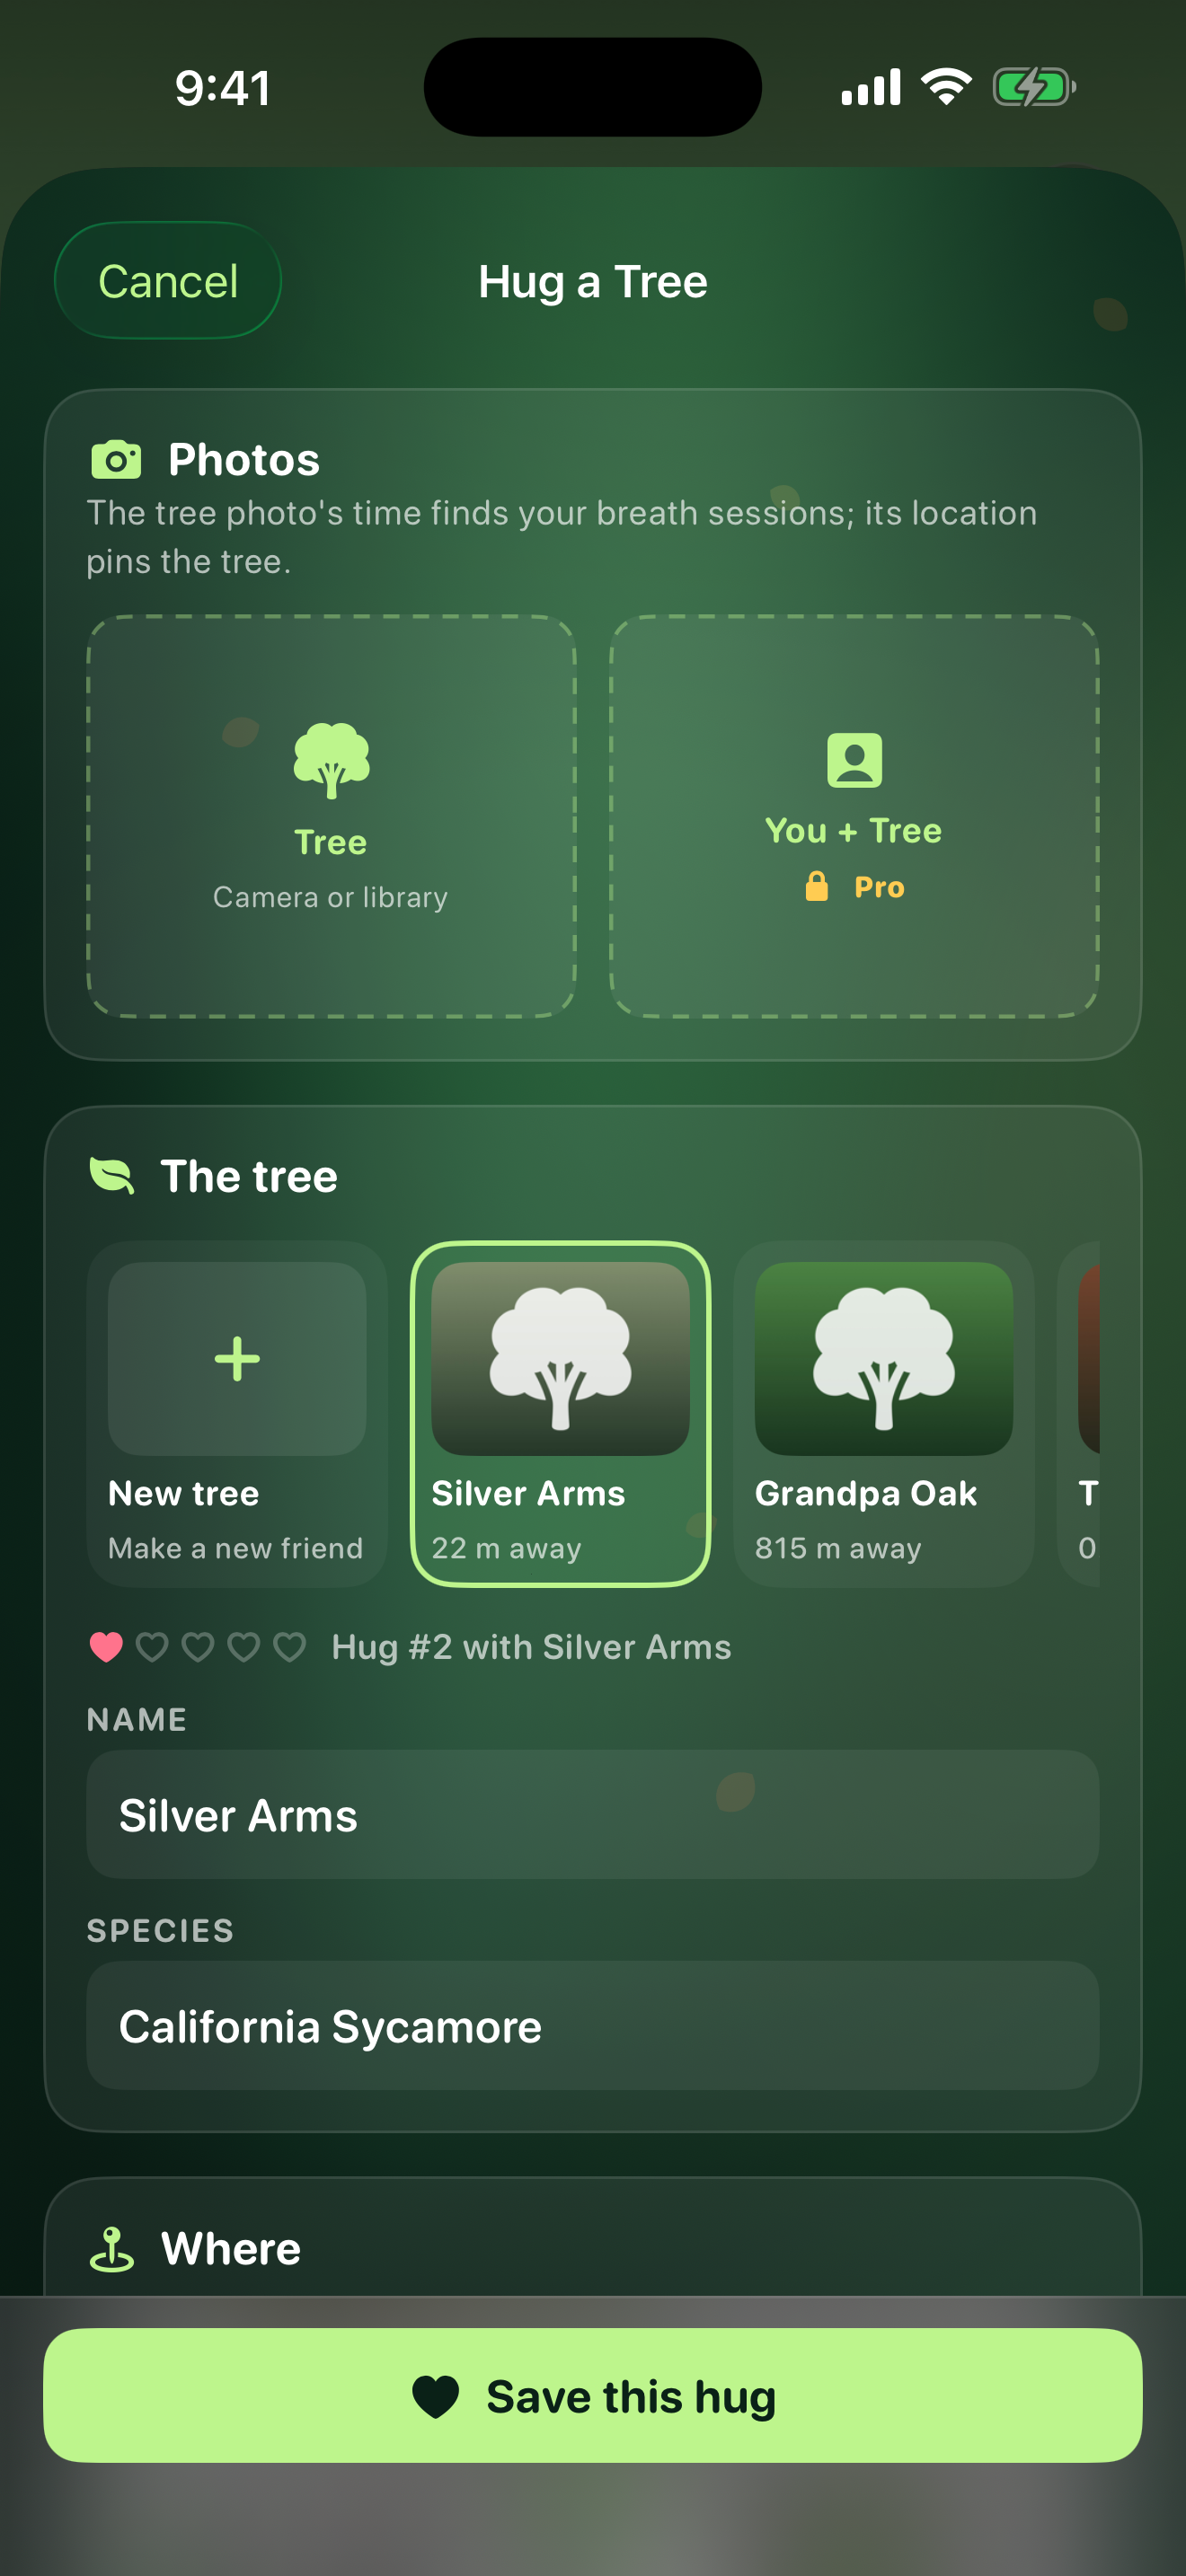 9:41
Cancel
Hug a Tree
Photos
The tree photo's time finds your breath sessions; its location
pins the tree.
Tree
Camera or library
You + Tree
Pro
The tree
New tree
Make a new friend
Silver Arms
22 m away
Grandpa Oak
815 m away
T
0
Hug #2 with Silver Arms
NAME
Silver Arms
SPECIES
California Sycamore
Where
Save this hug